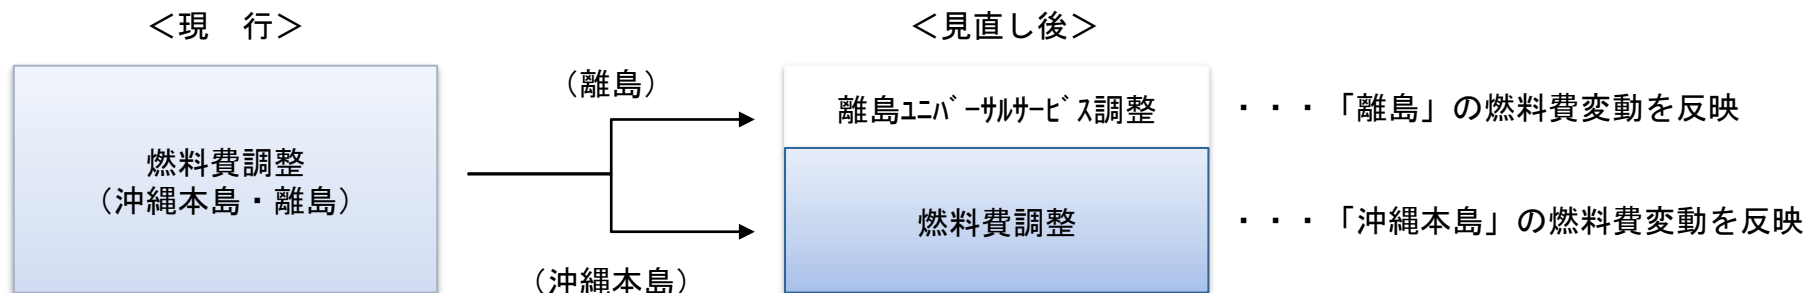 ＜現　行＞
＜見直し後＞
燃料費調整
（沖縄本島・離島）
（離島）
（沖縄本島）
離島ﾕﾆﾊﾞｰｻﾙｻｰﾋﾞｽ調整
・・・「離島」の燃料費変動を反映
燃料費調整
・・・「沖縄本島」の燃料費変動を反映